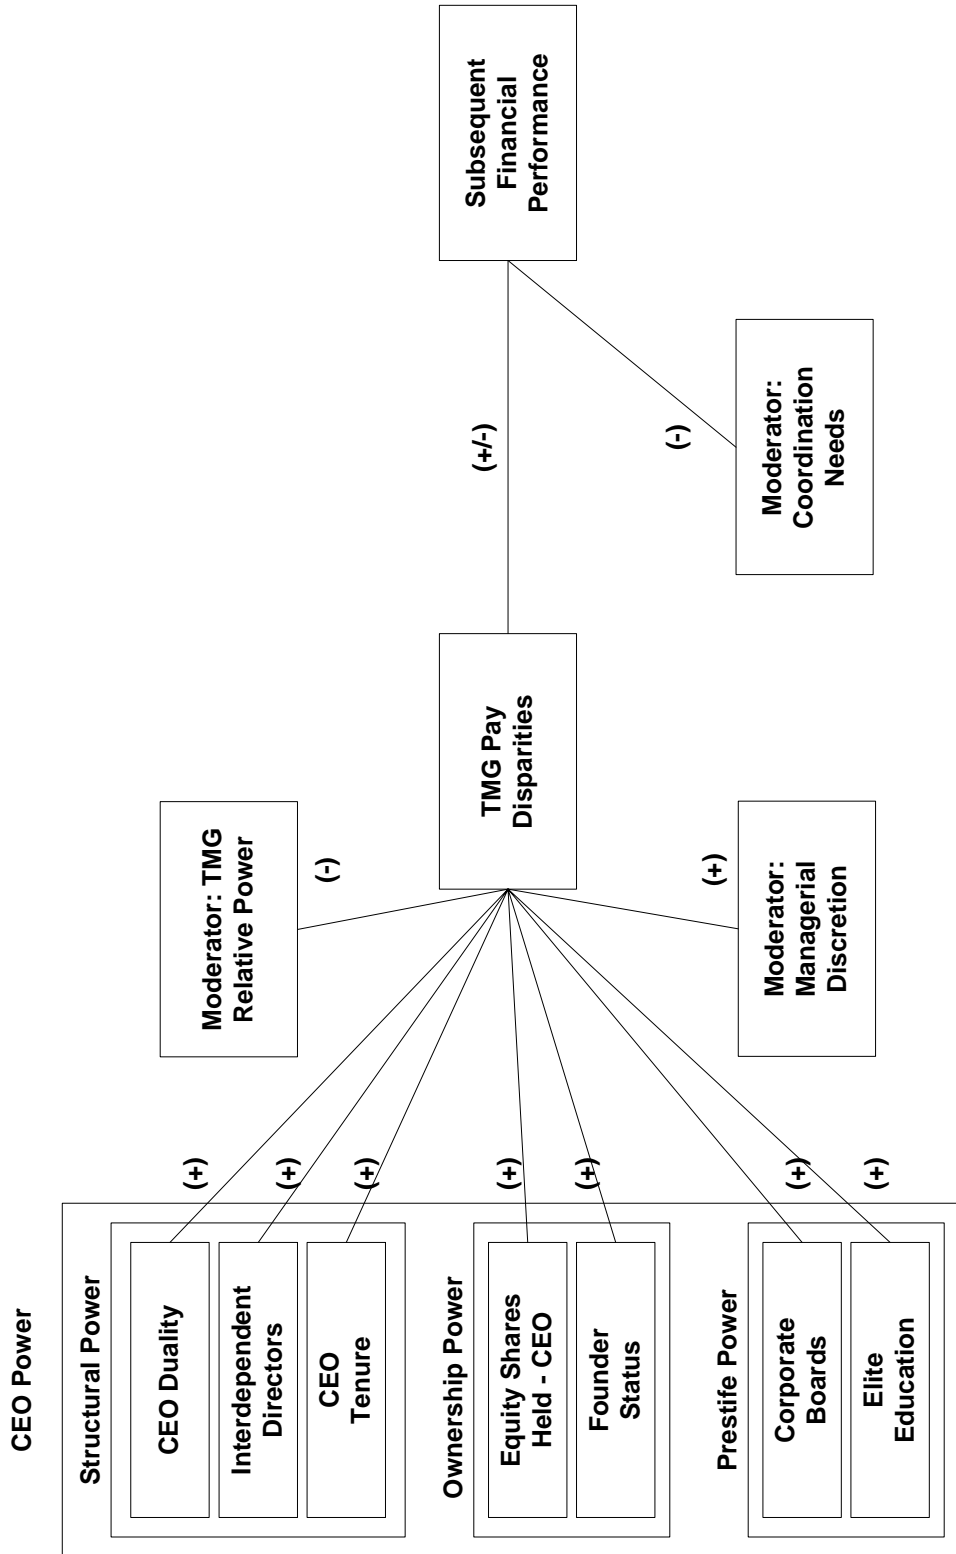 CEO Power
Structural Power
CEO Duality
(+)
Interdependent
Directors
(+)
CEO
Tenure
(+)
Ownership Power
Equity Shares
Held - CEO
(+)
Founder
Status
(+)
Prestife Power
Corporate
Boards
(+)
Elite
Education
(+)
Moderator: TMG
Relative Power
(-)
TMG Pay
Disparities
Moderator:
Managerial
Discretion
(+)
(+/-)
Subsequent
Financial
Performance
Moderator:
Coordination
Needs
(-)